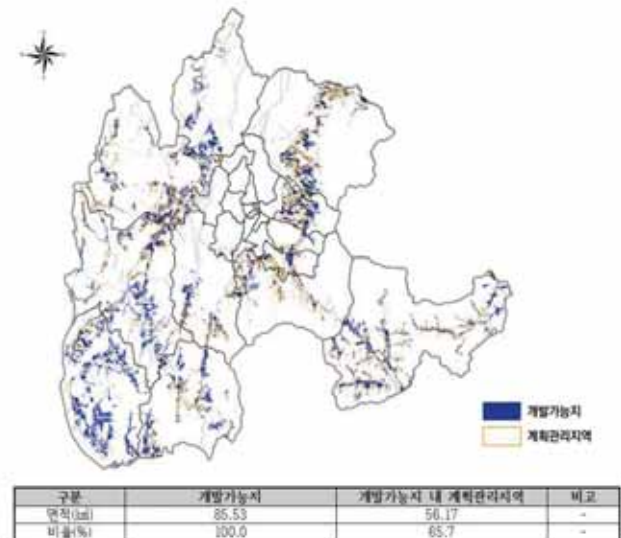 개발가능지
계획관리지역
구분 개발가능지 개발가능지 내 계획관리지역 비고
면적(㎢) 85.53 56.17 -
비율(%) 100.0 65.7 -